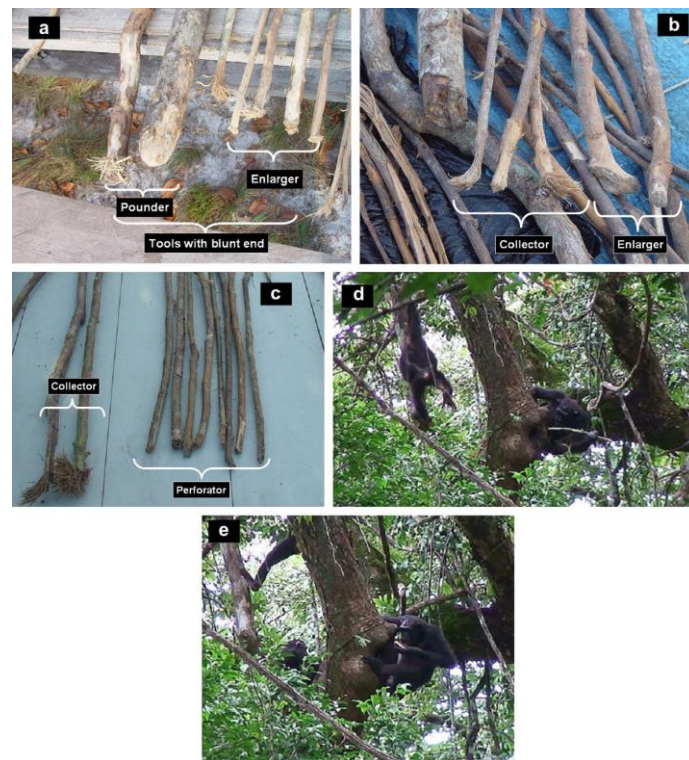 a
Pounder
Enlarger
Tools with blunt end
b
Collector
Enlarger
c
Collector
Perforator
d
e